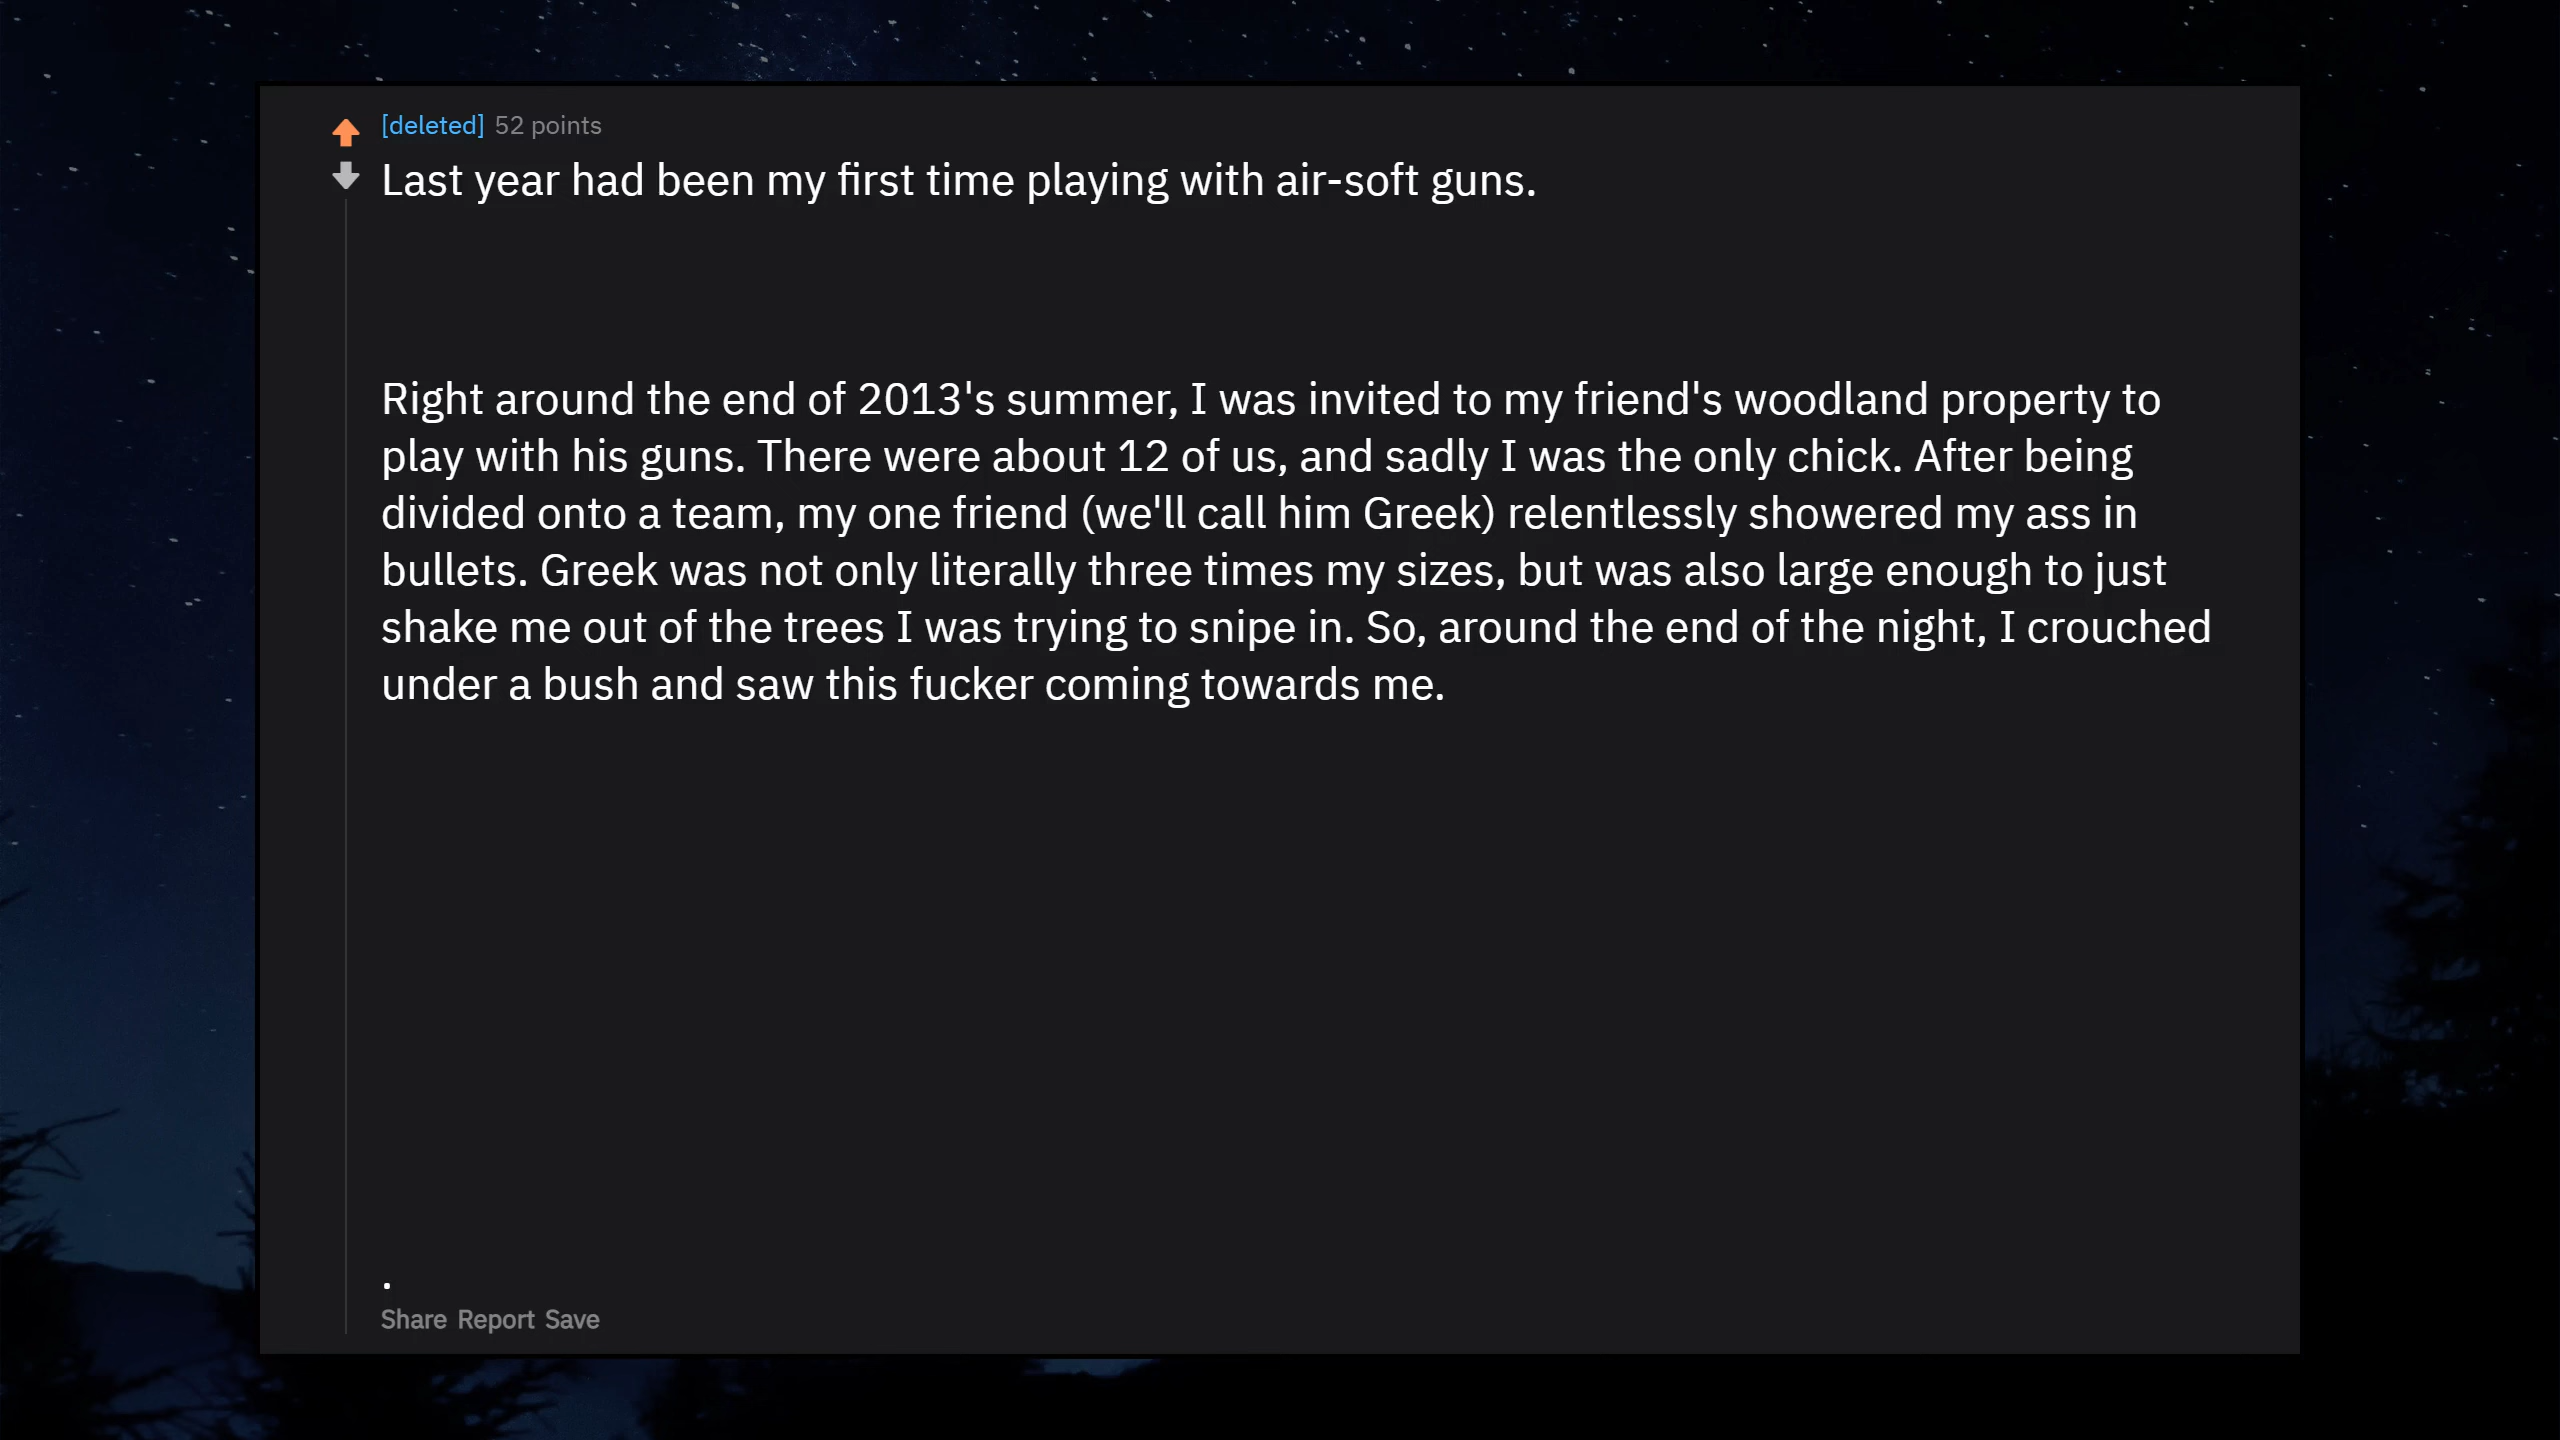 [deleted] 52 points
Last year had been my first time playing with air-soft guns.
Right around the end of 2013's summer, I was invited to my friend's woodland property to
play with his guns. There were about 12 of us, and sadly I was the only chick. After being
divided onto a team, my one friend (we'll call him Greek) relentlessly showered my ass in
bullets. Greek was not only literally three times my sizes, but was also large enough to just
shake me out of the trees I was trying to snipe in. So, around the end of the night, I crouched
under a bush and saw this fucker coming towards me.
.
Share Report Save